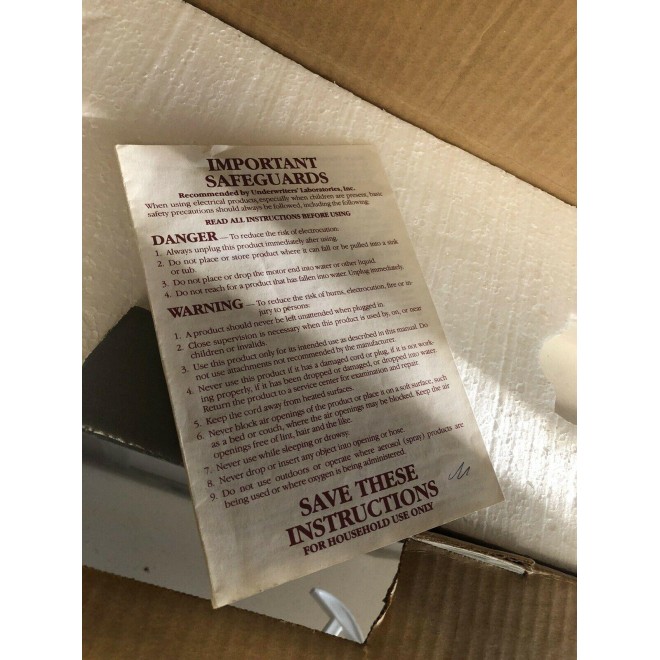 IMPORTANT
SAFEGUARDS
Recommended by Underwriters' Laboratories, Inc.
When using electrical products, especially when children are present, basic
safety precautions should always be followed, including the following:
READ ALL INSTRUCTIONS BEFORE USING
DANGER — To reduce the risk of electrocution:
1. Always unplug this product immediately after using.
2. Do not place or store product where it can fall or be pulled into a sink
or tub.
3. Do not place or drop the motor end into water or other liquid.
4. Do not reach for a product that has fallen into water. Unplug immediately.
WARNING — To reduce the risk of burns, electrocution, fire or in-
jury to persons:
1. A product should never be left unattended when plugged in.
2. Close supervision is necessary when this product is used by, on, or near
children or invalids.
3. Use this product only for its intended use as described in this manual. Do
not use attachments not recommended by the manufacturer.
4. Never use this product if it has a damaged cord or plug, if it is not work-
ing properly, if it has been dropped or damaged, or dropped into water.
Return the product to a service center for examination and repair.
5. Keep the cord away from heated surfaces.
6. Never block air openings of the product or place it on a soft surface, such
as a bed or couch, where the air openings may be blocked. Keep the air
openings free of lint, hair and the like.
7. Never use while sleeping or drowsy.
8. Never drop or insert any object into opening or hose.
9. Do not use outdoors or operate where aerosol (spray) products are
being used or where oxygen is being administered.
SAVE THESE
INSTRUCTIONS
FOR HOUSEHOLD USE ONLY